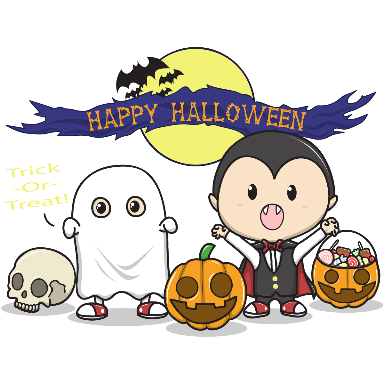 HAPPY HALLOWEEN
Trick
-Or-
Treat!